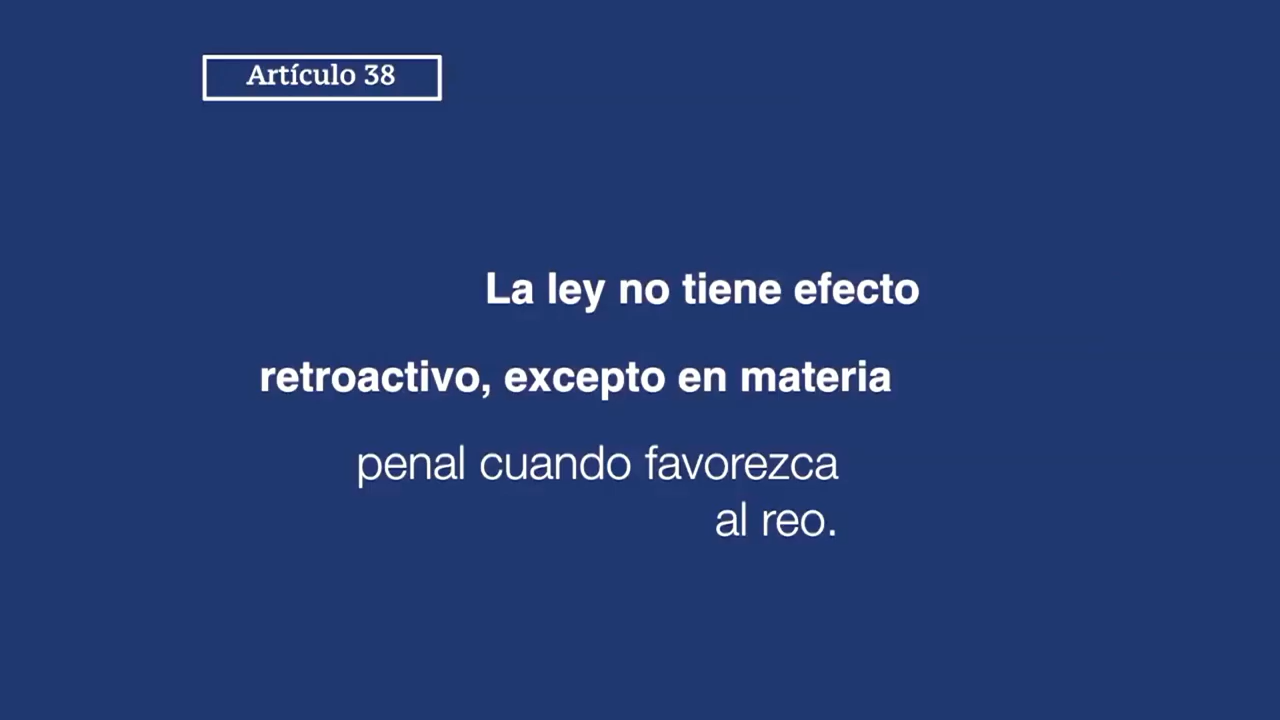 Artículo 38
La ley no tiene efecto
retroactivo, excepto en materia
penal cuando favorezca
al reo.